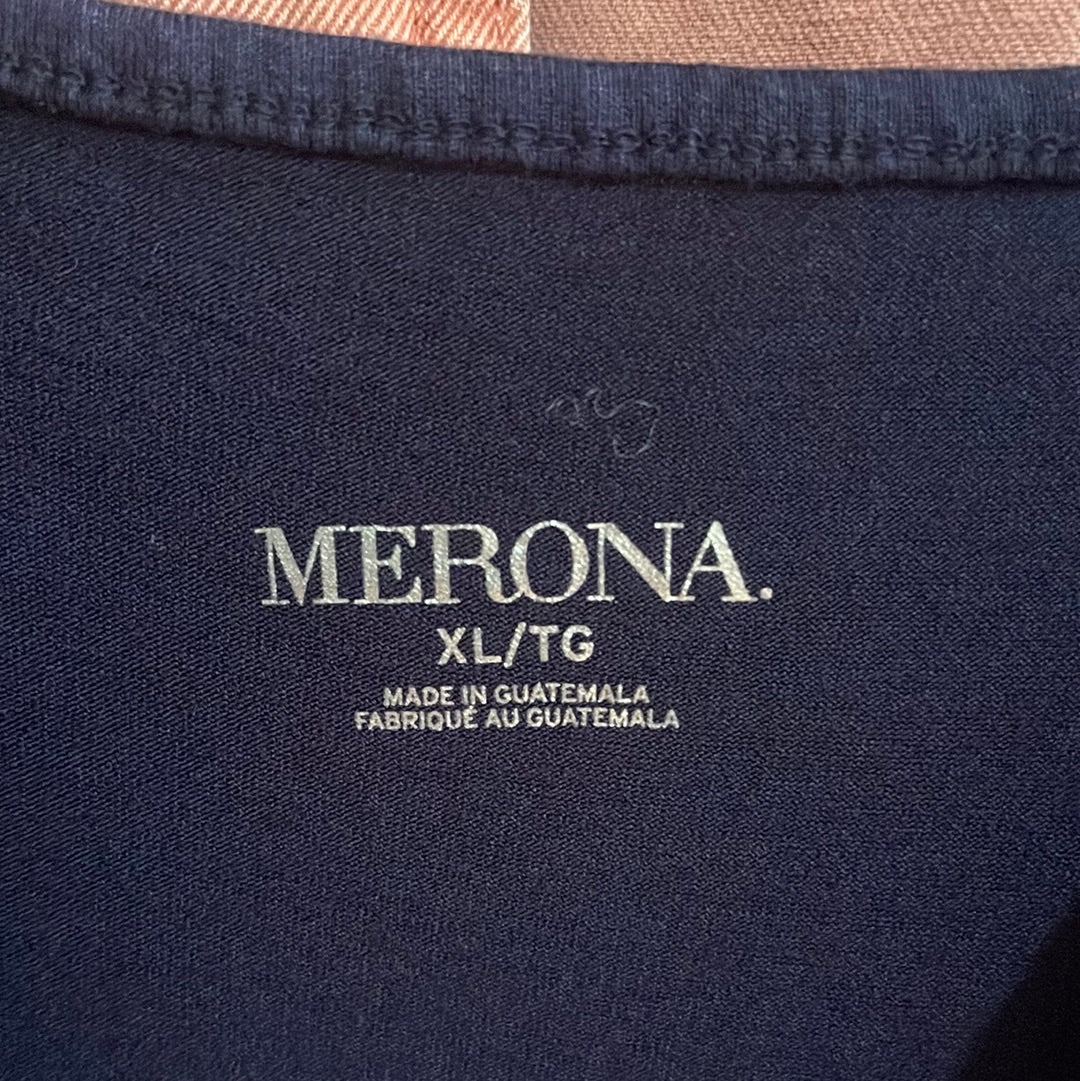 MERONA.
XL/TG
MADE IN GUATEMALA
FABRIQUÉ AU GUATEMALA